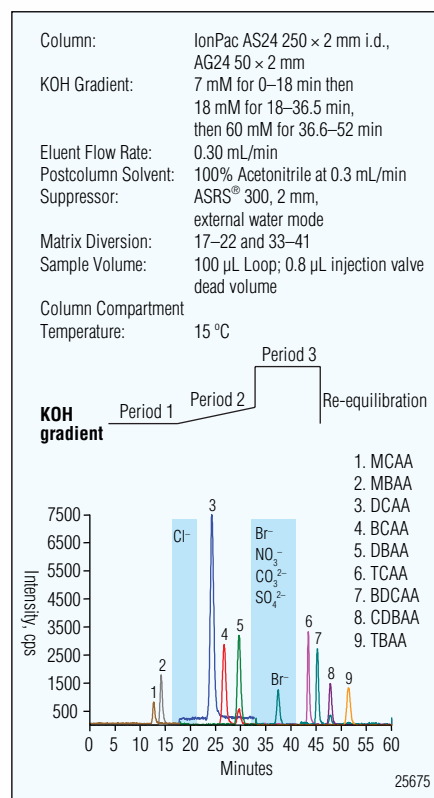 Column: IonPac AS24 250 × 2 mm i.d.,
AG24 50 × 2 mm
KOH Gradient: 7 mM for 0–18 min then
18 mM for 18–36.5 min,
then 60 mM for 36.6–52 min
Eluent Flow Rate: 0.30 mL/min
Postcolumn Solvent: 100% Acetonitrile at 0.3 mL/min
Suppressor: ASRS® 300, 2 mm,
external water mode
Matrix Diversion: 17–22 and 33–41
Sample Volume: 100 µL Loop; 0.8 µL injection valve
dead volume
Column Compartment
Temperature: 15 ºC
Period 3
Period 2
Period 1
Re-equilibration
KOH
gradient
1. MCAA
2. MBAA
3. DCAA
4. BCAA
5. DBAA
6. TCAA
7. BDCAA
8. CDBAA
9. TBAA
Intensity, cps
7500
6500
5500
4500
3500
2500
1500
500
Cl⁻
Br⁻
NO₃⁻
CO₃²⁻
SO₄²⁻
1
2
3
4
5
Br⁻
6
7
8
9
0 5 10 15 20 25 30 35 40 45 50 55 60
Minutes
25675